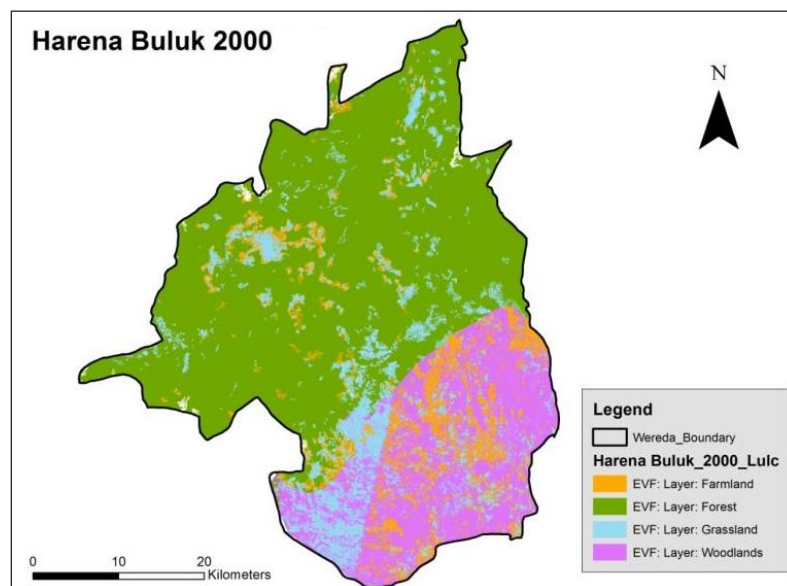 Harena Buluk 2000
N
Legend
Wereda_Boundary
Harena Buluk_2000_Lulc
EVF: Layer: Farmland
EVF: Layer: Forest
EVF: Layer: Grassland
EVF: Layer: Woodlands
0 10 20
Kilometers